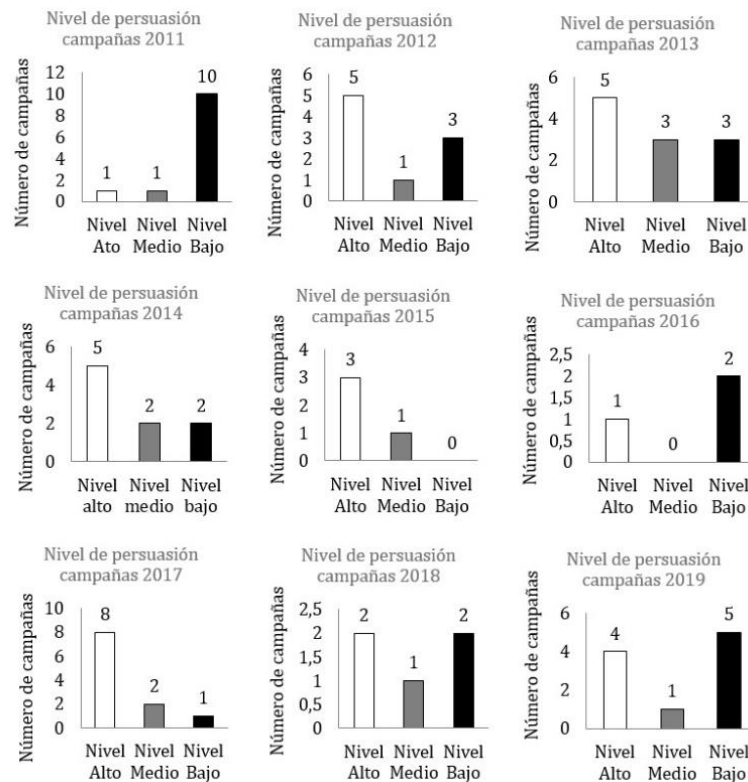 Nivel de persuasión
campañas 2011
Número de campañas
12
10
8
6
4
2
0
1
1
10
Nivel
Ato
Nivel
Medio
Nivel
Bajo
Nivel de persuasión
campañas 2012
Número de campañas
6
5
4
3
2
1
0
5
1
3
Nivel
Alto
Nivel
Medio
Nivel
Bajo
Nivel de persuasión
campañas 2013
Número de campañas
6
4
2
0
5
3
3
Nivel
Alto
Nivel
Medio
Nivel
Bajo
Nivel de persuasión
campañas 2014
Número de campañas
6
4
2
0
5
2
2
Nivel
alto
Nivel
medio
Nivel
bajo
Nivel de persuasión
campañas 2015
Número de campañas
4
3
2
1
0
3
1
0
Nivel
Alto
Nivel
Medio
Nivel
Bajo
Nivel de persuasión
campañas 2016
Número de campañas
2,5
2
1,5
1
0,5
0
1
0
2
Nivel
Alto
Nivel
Medio
Nivel
Bajo
Nivel de persuasión
campañas 2017
Número de campañas
10
8
6
4
2
0
8
2
1
Nivel
Alto
Nivel
Medio
Nivel
Bajo
Nivel de persuasión
campañas 2018
Número de campañas
2,5
2
1,5
1
0,5
0
2
1
2
Nivel
Alto
Nivel
Medio
Nivel
Bajo
Nivel de persuasión
campañas 2019
Número de campañas
6
4
2
0
4
1
5
Nivel
Alto
Nivel
Medio
Nivel
Bajo